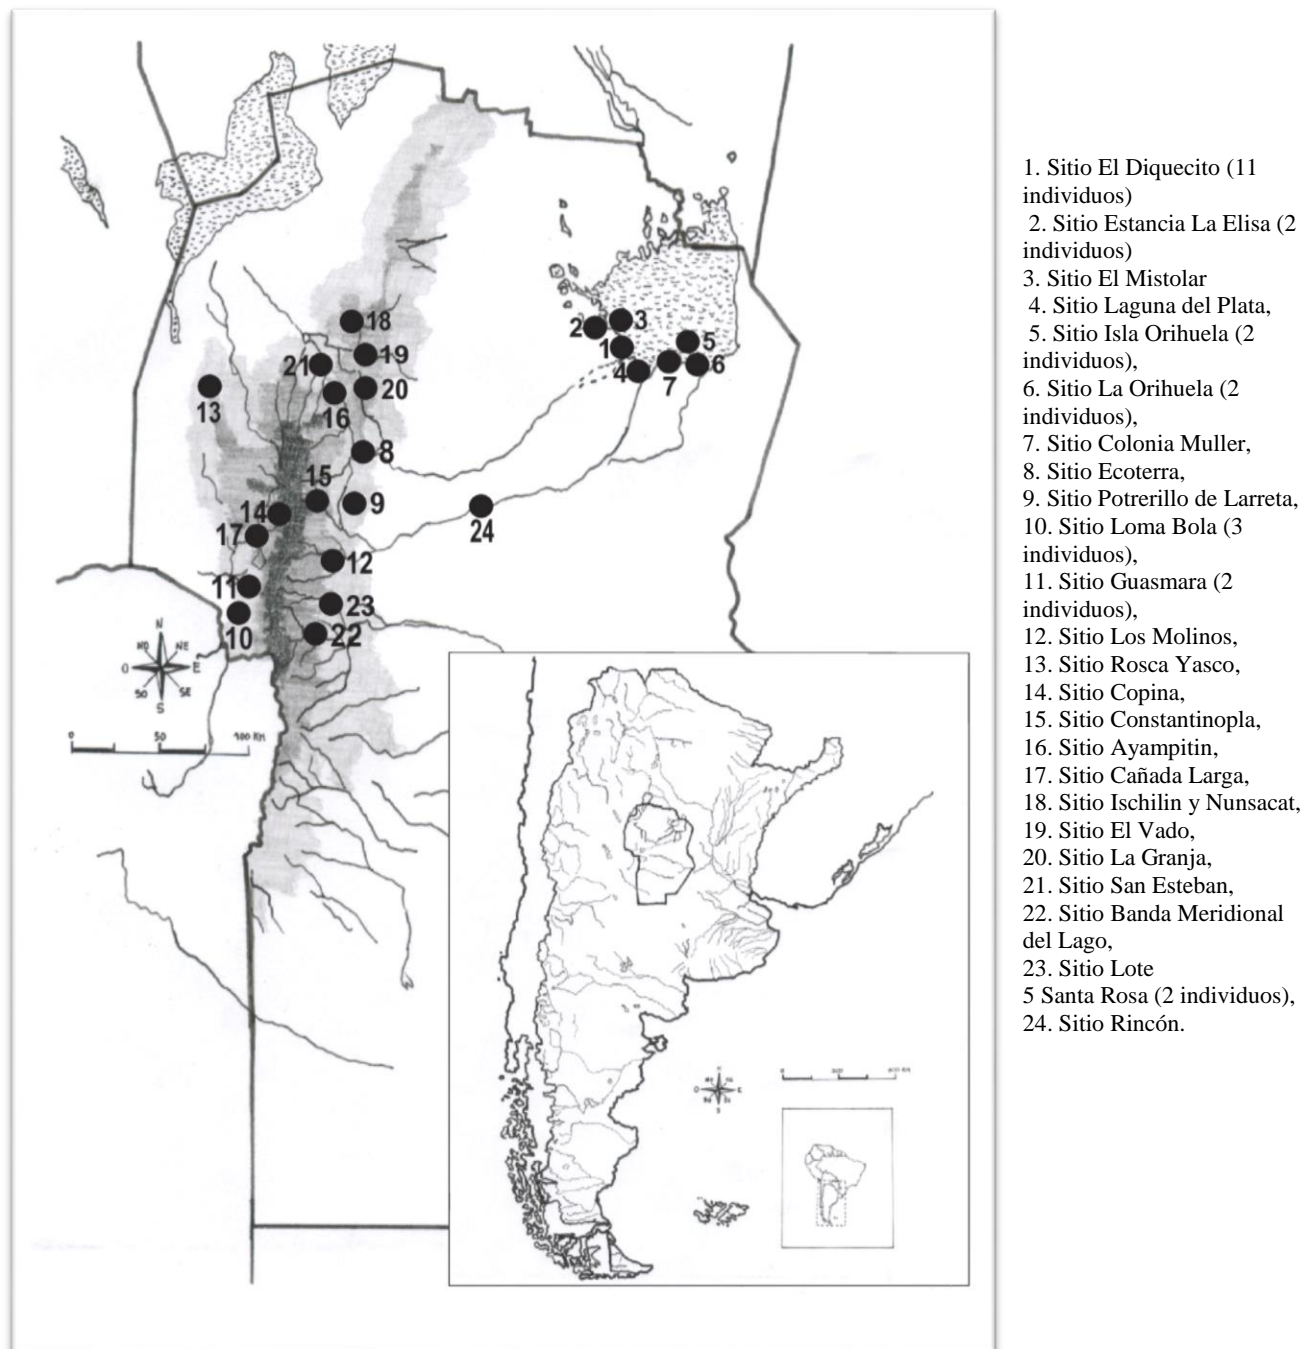 18
3
2
5
19
1
21
6
7
4
20
13
16
8
15
9
14
24
17
12
11
23
10
22
N
NO
NE
O
E
SO
SE
S
0
50
100 Km
1. Sitio El Diquecito (11
individuos)
2. Sitio Estancia La Elisa (2
individuos)
3. Sitio El Mistolar
4. Sitio Laguna del Plata,
5. Sitio Isla Orihuela (2
individuos),
6. Sitio La Orihuela (2
individuos),
7. Sitio Colonia Muller,
8. Sitio Ecoterra,
9. Sitio Potrerillo de Larreta,
10. Sitio Loma Bola (3
individuos),
11. Sitio Guasmara (2
individuos),
12. Sitio Los Molinos,
13. Sitio Rosca Yasco,
14. Sitio Copina,
15. Sitio Constantinopla,
16. Sitio Ayampitin,
17. Sitio Cañada Larga,
18. Sitio Ischilin y Nunsacat,
19. Sitio El Vado,
20. Sitio La Granja,
21. Sitio San Esteban,
22. Sitio Banda Meridional
del Lago,
23. Sitio Lote
5 Santa Rosa (2 individuos),
24. Sitio Rincón.